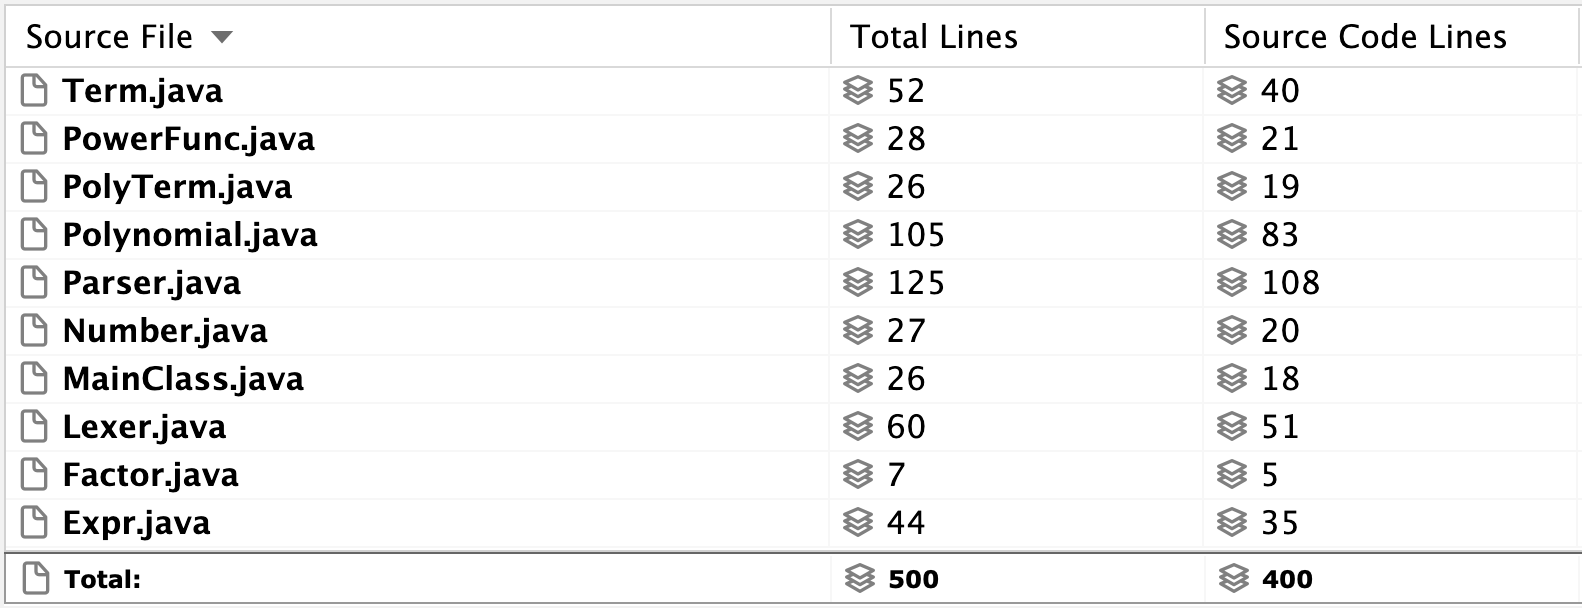 Source File Total Lines Source Code Lines
Term.java 52 40
PowerFunc.java 28 21
PolyTerm.java 26 19
Polynomial.java 105 83
Parser.java 125 108
Number.java 27 20
MainClass.java 26 18
Lexer.java 60 51
Factor.java 7 5
Expr.java 44 35
Total: 500 400